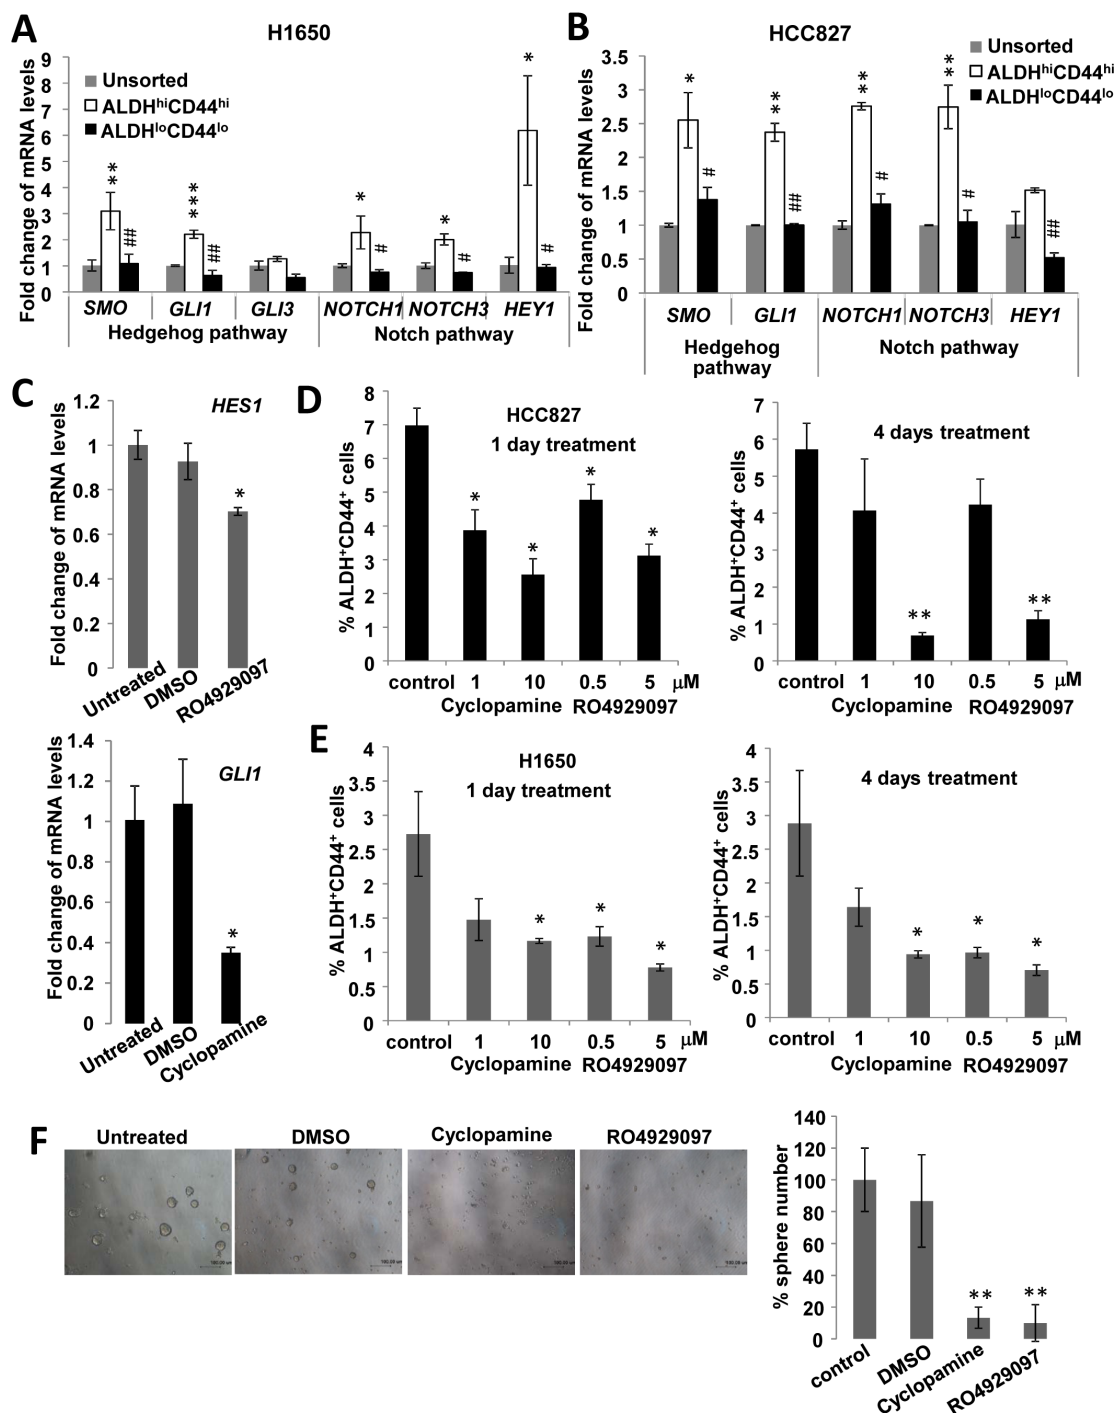 A
H1650
Fold change of mRNA levels
9
8
7
6
5
4
3
2
1
0
Unsorted
ALDHhiCD44hi
ALDHloCD44lo
**
##
***
##
*
#
*
#
*
#
SMO GLI1 GLI3 NOTCH1 NOTCH3 HEY1
Hedgehog pathway Notch pathway
B
HCC827
Fold change of mRNA levels
3.5
3
2.5
2
1.5
1
0.5
0
Unsorted
ALDHhiCD44hi
ALDHloCD44lo
*
#
**
##
**
#
**
#
##
SMO GLI1 NOTCH1 NOTCH3 HEY1
Hedgehog
pathway
Notch pathway
C
Fold change of mRNA levels
1.2
1
0.8
0.6
0.4
0.2
0
HES1
*
Untreated
DMSO
RO4929097
Fold change of mRNA levels
1.4
1.2
1
0.8
0.6
0.4
0.2
0
GLI1
*
Untreated
DMSO
Cyclopamine
D
% ALDH+CD44+ cells
8
7
6
5
4
3
2
1
0
HCC827
1 day treatment
* * * *
control 1 10 0.5 5 μM
Cyclopamine RO4929097
% ALDH+CD44+ cells
7
6
5
4
3
2
1
0
4 days treatment
** **
control 1 10 0.5 5 μM
Cyclopamine RO4929097
E
% ALDH+CD44+ cells
4
3.5
3
2.5
2
1.5
1
0.5
0
H1650
1 day treatment
* * *
control 1 10 0.5 5 μM
Cyclopamine RO4929097
% ALDH+CD44+ cells
4
3.5
3
2.5
2
1.5
1
0.5
0
4 days treatment
* * *
control 1 10 0.5 5 μM
Cyclopamine RO4929097
F
Untreated DMSO Cyclopamine RO4929097
% sphere number
140
120
100
80
60
40
20
0
** **
control
DMSO
Cyclopamine
RO4929097